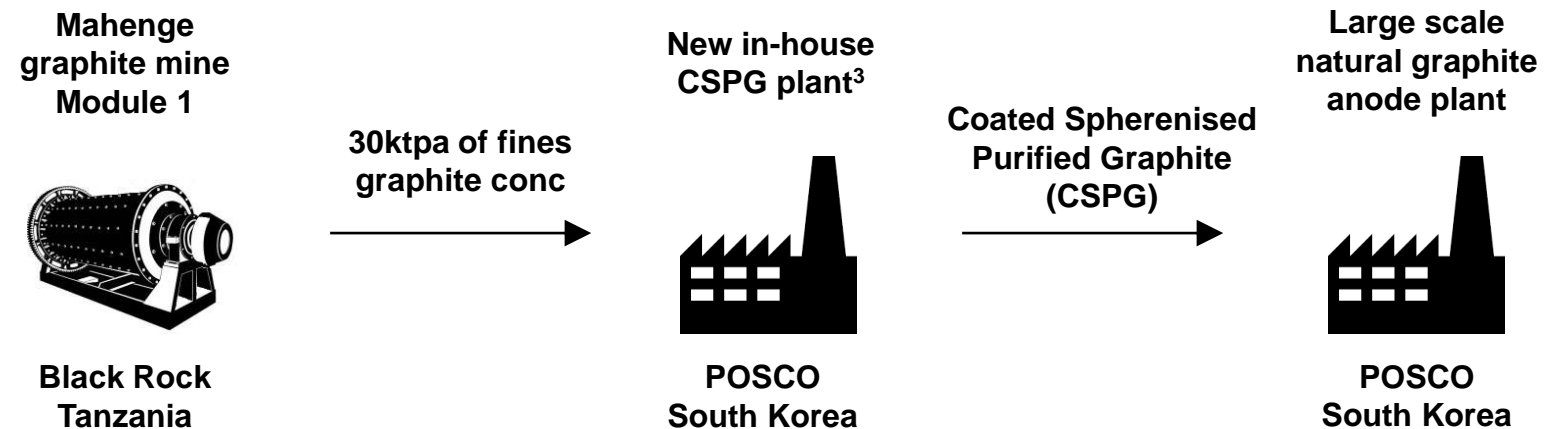 Mahenge
graphite mine
Module 1
30ktpa of fines
graphite conc
New in-house
CSPG plant³
Coated Spherenised
Purified Graphite
(CSPG)
Large scale
natural graphite
anode plant
Black Rock
Tanzania
POSCO
South Korea
POSCO
South Korea